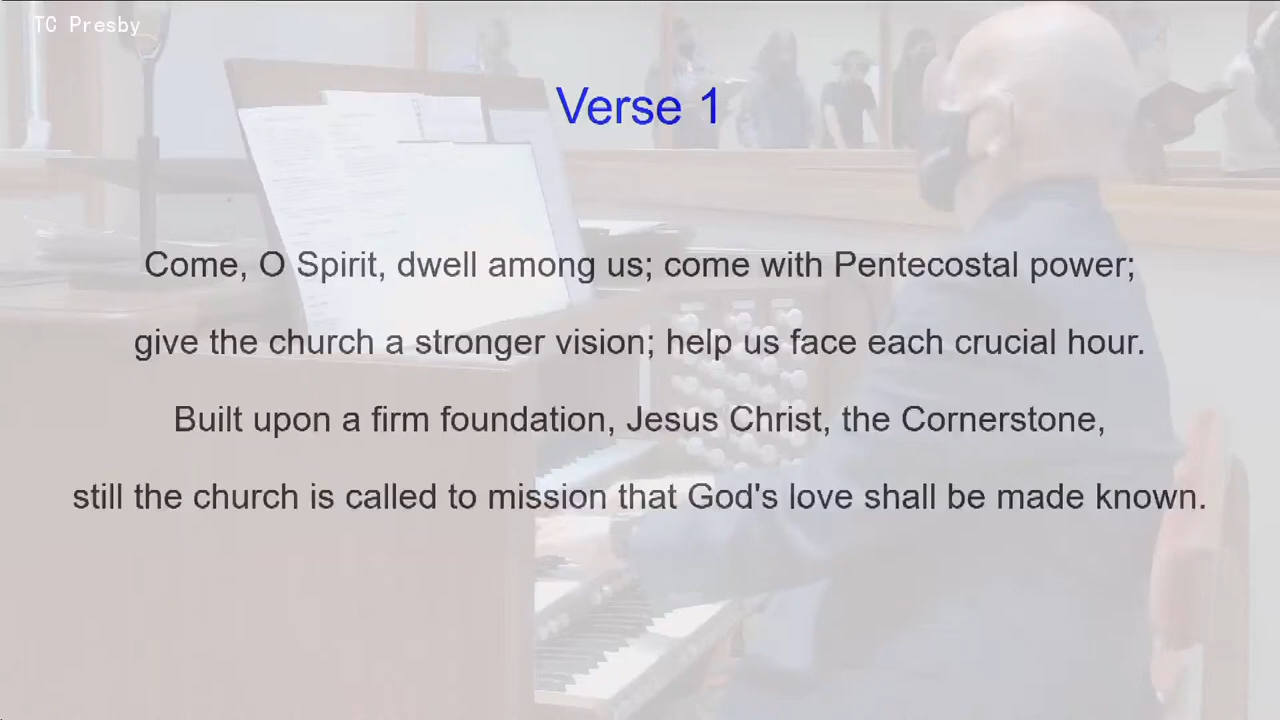 TC Presby
Verse 1
Come, O Spirit, dwell among us; come with Pentecostal power;
give the church a stronger vision; help us face each crucial hour.
Built upon a firm foundation, Jesus Christ, the Cornerstone,
still the church is called to mission that God's love shall be made known.